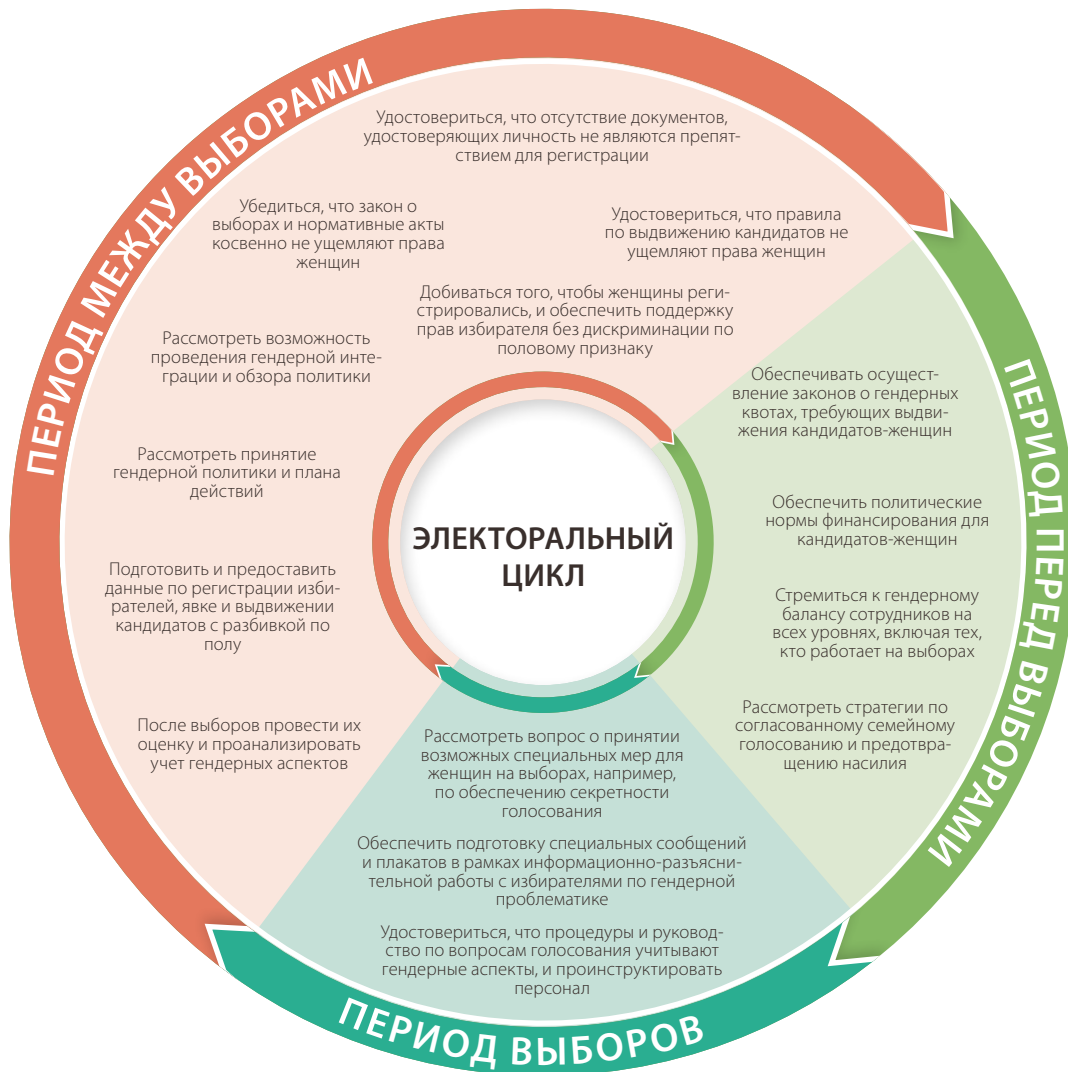 ПЕРИОД МЕЖДУ ВЫБОРАМИ
Удостовериться, что отсутствие документов,
удостоверяющих личность не являются препят-
ствием для регистрации
Убедиться, что закон о
выборах и нормативные акты
косвенно не ущемляют права
женщин
Удостовериться, что правила
по выдвижению кандидатов не
ущемляют права женщин
Добиваться того, чтобы женщины реги-
стрировались, и обеспечить поддержку
прав избирателя без дискриминации по
половому признаку
Рассмотреть возможность
проведения гендерной инте-
грации и обзора политики
Рассмотреть принятие
гендерной политики и плана
действий
Подготовить и предоставить
данные по регистрации изби-
рателей, явке и выдвижении
кандидатов с разбивкой по
полу
После выборов провести их
оценку и проанализировать
учет гендерных аспектов
ЭЛЕКТОРАЛЬНЫЙ
ЦИКЛ
ПЕРИОД ПЕРЕД ВЫБОРАМИ
Обеспечивать осущест-
вление законов о гендерных
квотах, требующих выдви-
жения кандидатов-женщин
Обеспечить политические
нормы финансирования для
кандидатов-женщин
Стремиться к гендерному
балансу сотрудников на
всех уровнях, включая тех,
кто работает на выборах
Рассмотреть стратегии по
согласованному семейному
голосованию и предотвра-
щению насилия
Рассмотреть вопрос о принятии
возможных специальных мер для
женщин на выборах, например,
по обеспечению секретности
голосования
Обеспечить подготовку специальных сообщений
и плакатов в рамках информационно-разъясни-
тельной работы с избирателями по гендерной
проблематике
Удостовериться, что процедуры и руковод-
ство по вопросам голосования учитывают
гендерные аспекты, и проинструктировать
персонал
ПЕРИОД ВЫБОРОВ